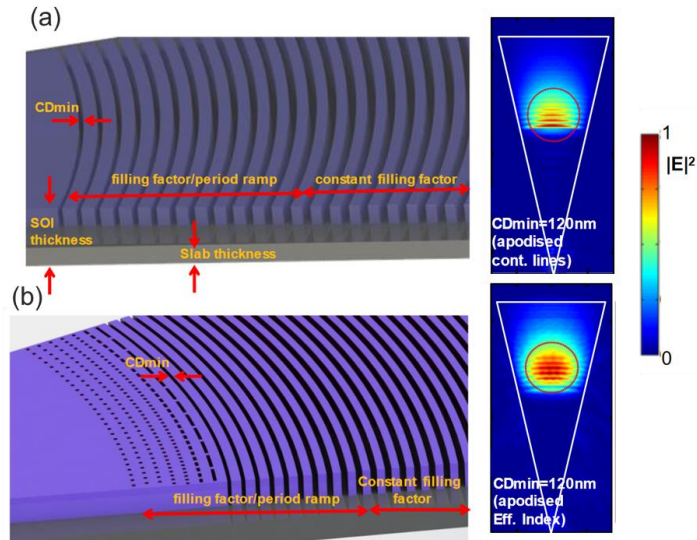 (a)
CDmin
filling factor/period ramp
constant filling factor
SOI
thickness
Slab thickness
CDmin=120nm
(apodised
cont. lines)
1
|E|²
0
(b)
CDmin
filling factor/period ramp
Constant filling
factor
CDmin=120nm
(apodised
Eff. Index)